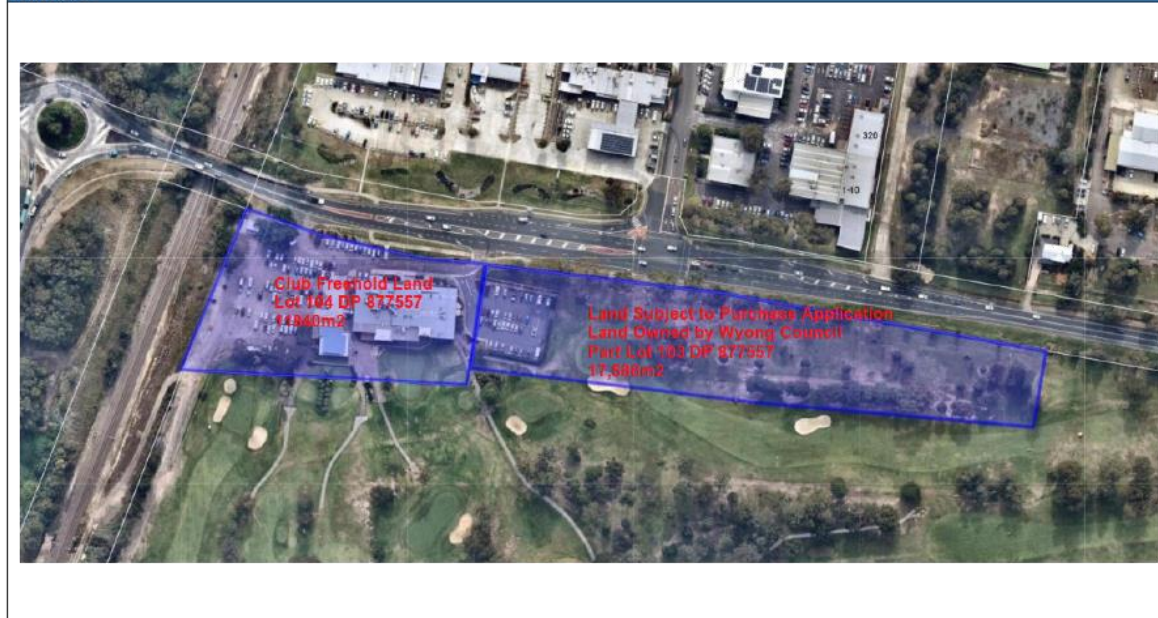 320
1-10
Club Freehold Land
Lot 104 DP 877557
11840m2
Land Subject to Purchase Application
Land Owned by Wyong Council
Part Lot 103 DP 877557